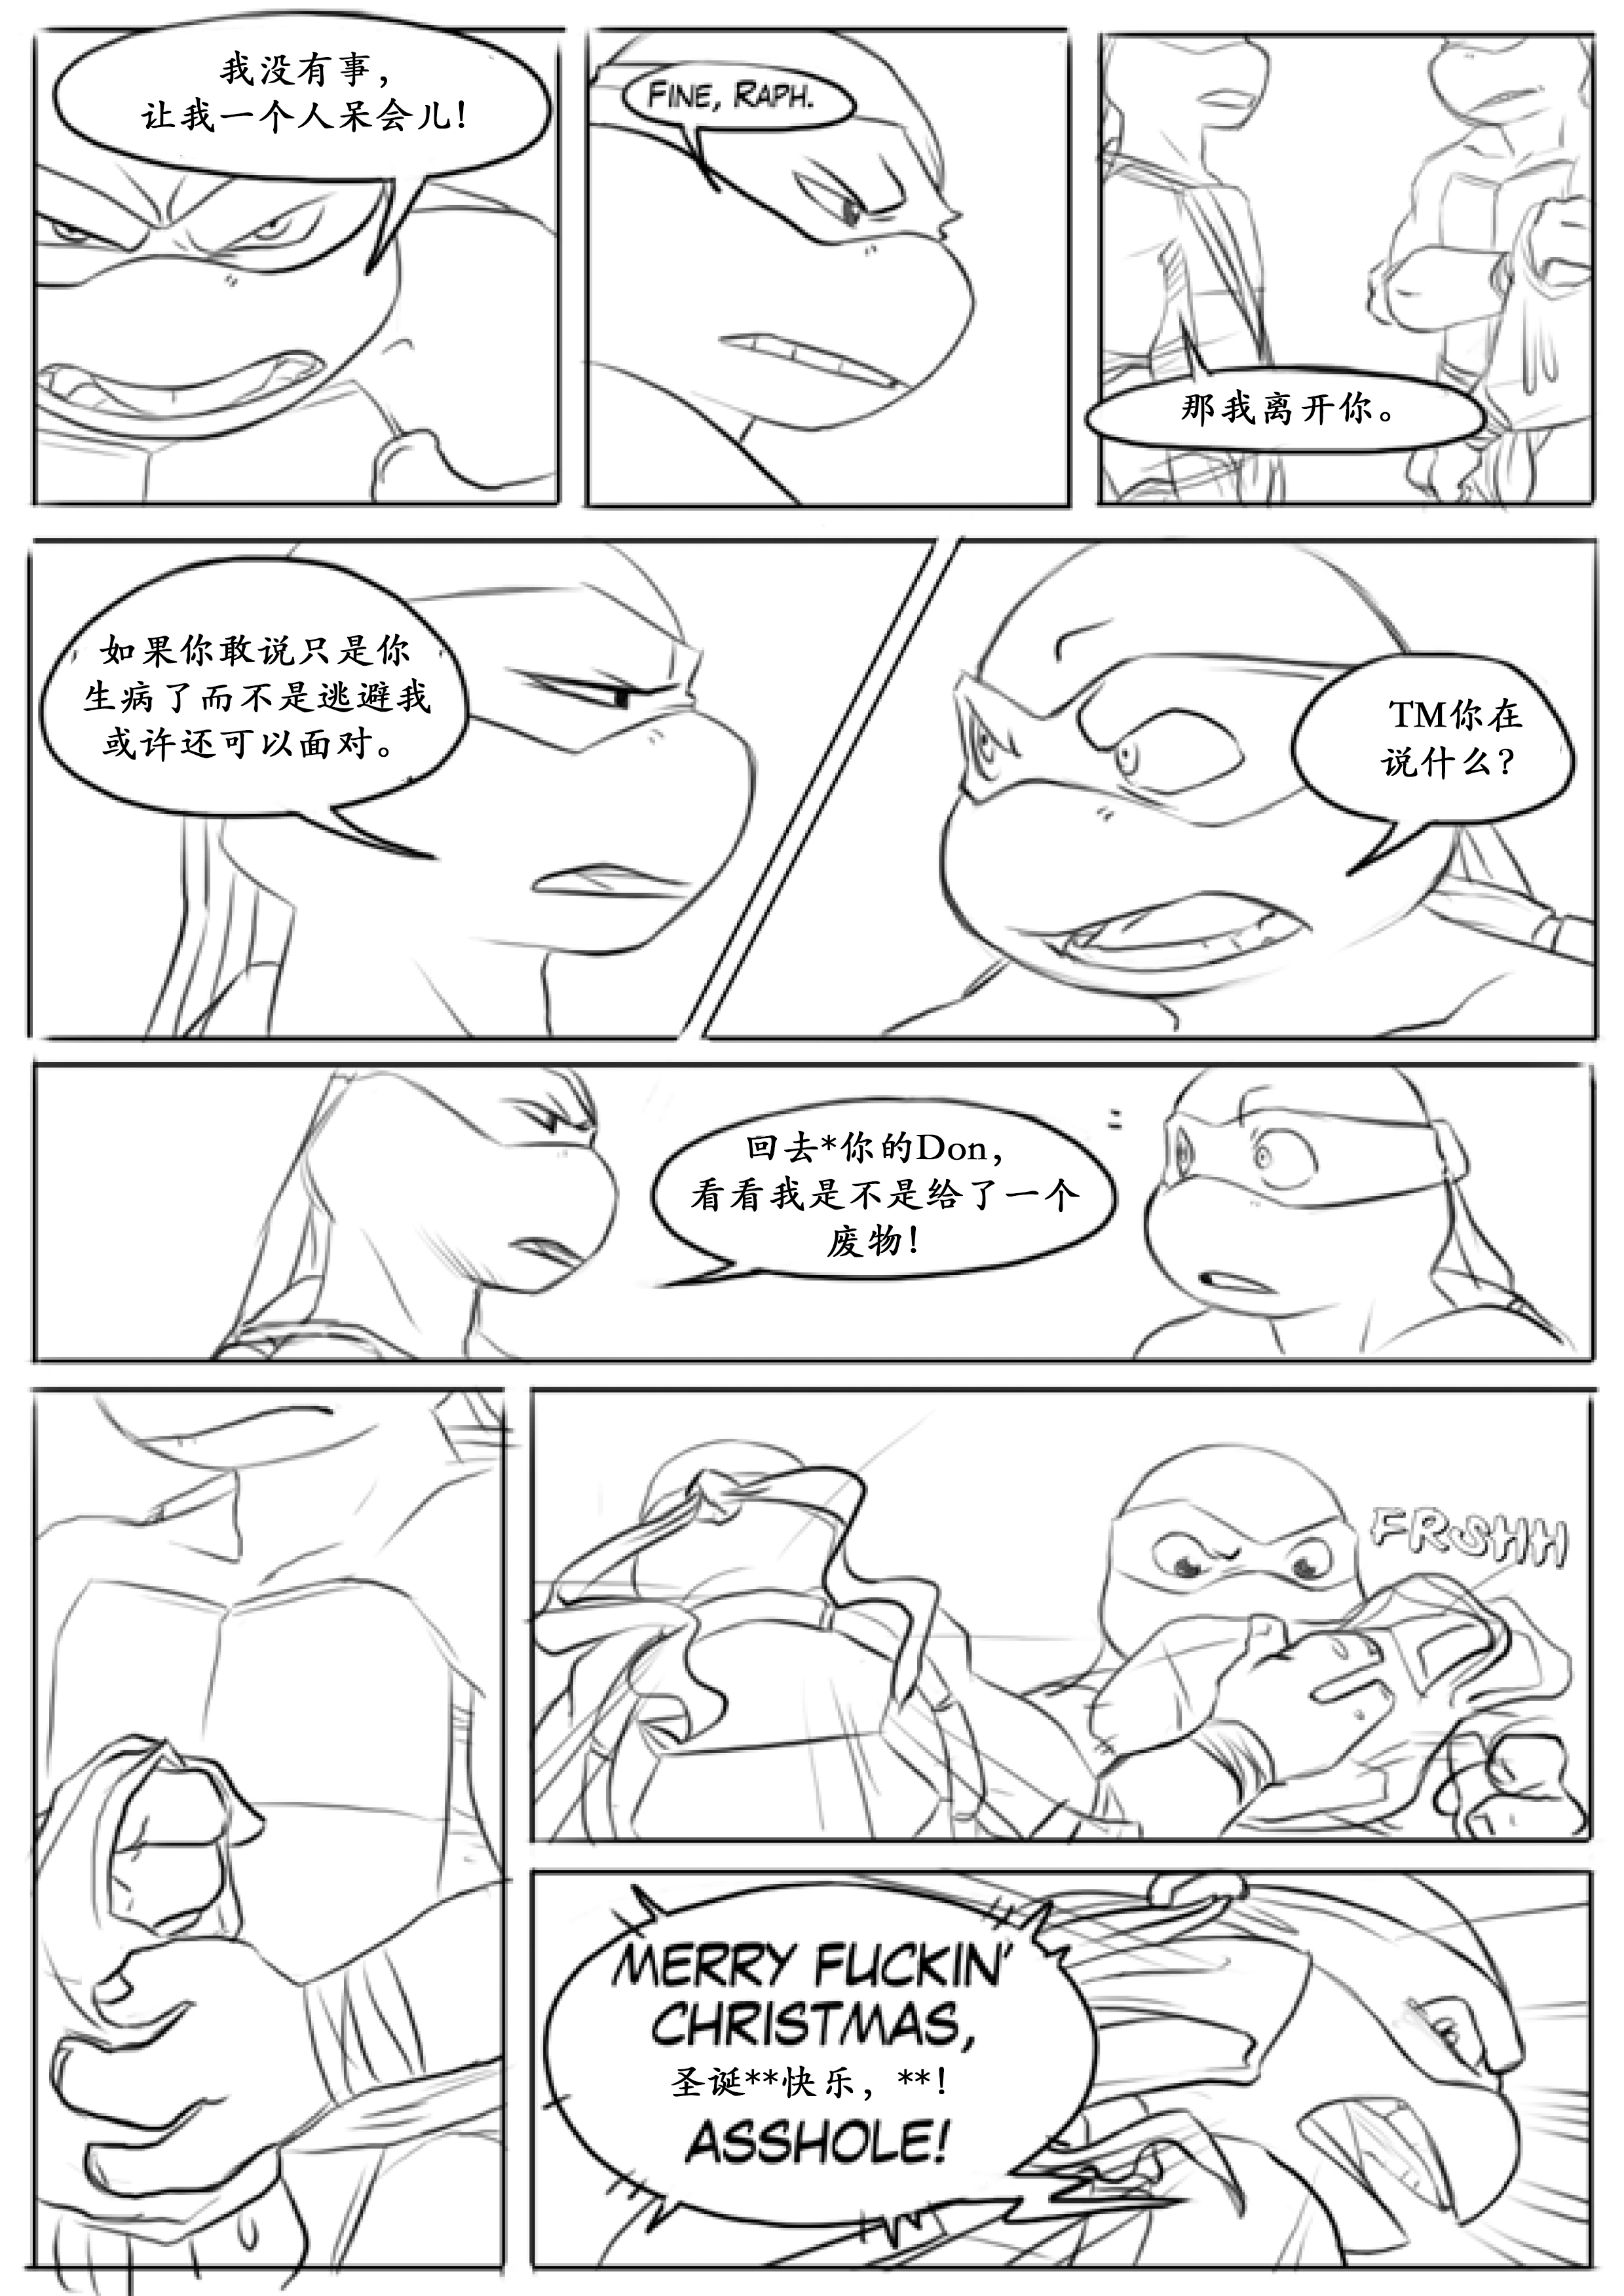 我没有事，
让我一个人呆会儿！
FINE, RAPH.
那我离开你。
如果你敢说只是你
生病了而不是逃避我
或许还可以面对。
TM你在
说什么？
回去*你的Don，
看看我是不是给了一个
废物！
FRSHH
MERRY FUCKIN'
CHRISTMAS,
圣诞**快乐，**！
ASSHOLE!